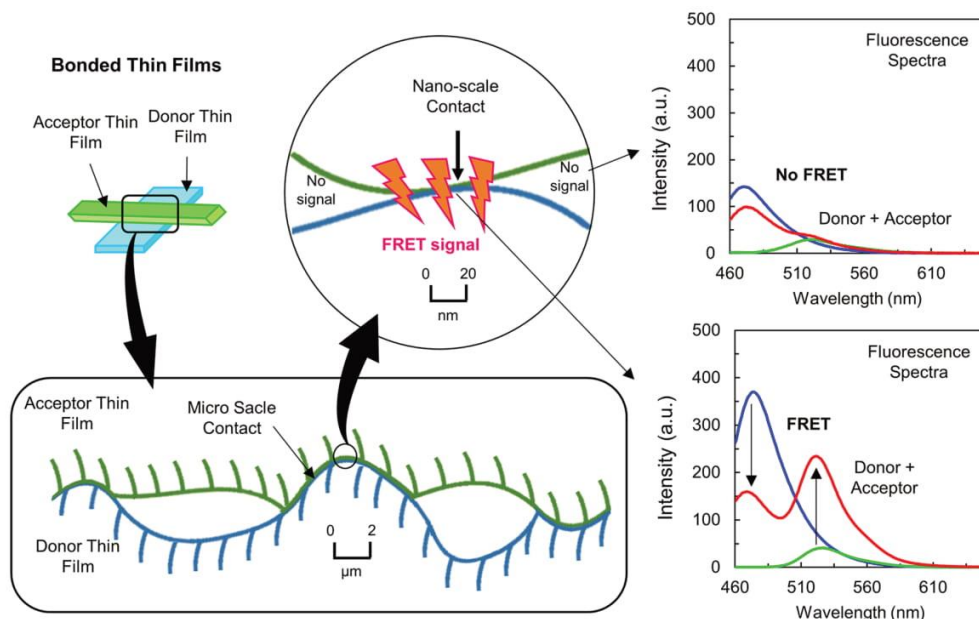 Bonded Thin Films
Acceptor Thin
Film
Donor Thin
Film
Nano-scale
Contact
No
signal
No
signal
FRET signal
0 20
nm
Acceptor Thin
Film
Micro Sacle
Contact
Donor Thin
Film
0 2
μm
Fluorescence
Spectra
No FRET
Donor + Acceptor
Intensity (a.u.)
500
400
300
200
100
0
460 510 560 610
Wavelength (nm)
Fluorescence
Spectra
FRET
Donor +
Acceptor
Intensity (a.u.)
500
400
300
200
100
0
460 510 560 610
Wavelength (nm)